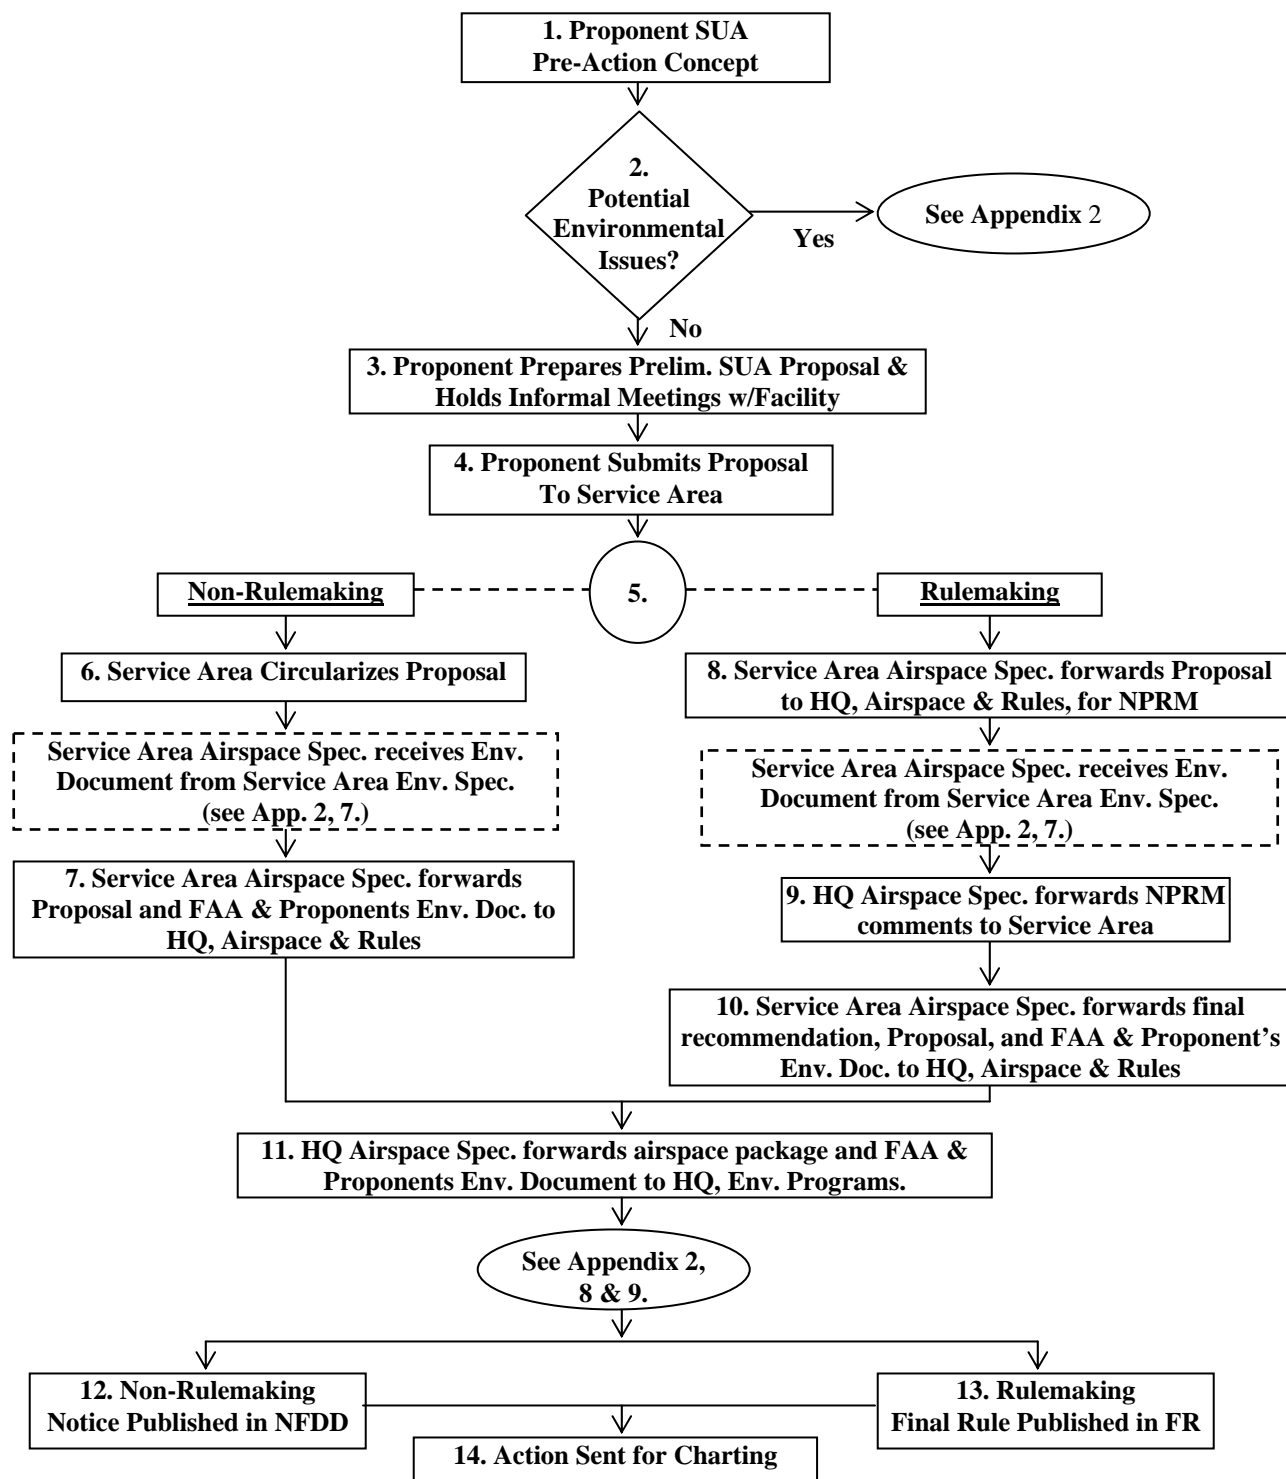 1. Proponent SUA
Pre-Action Concept
2.
Potential
Environmental
Issues?
Yes
See Appendix 2
No
3. Proponent Prepares Prelim. SUA Proposal &
Holds Informal Meetings w/Facility
4. Proponent Submits Proposal
To Service Area
5.
Non-Rulemaking
Rulemaking
6. Service Area Circularizes Proposal
Service Area Airspace Spec. receives Env.
Document from Service Area Env. Spec.
(see App. 2, 7.)
7. Service Area Airspace Spec. forwards
Proposal and FAA & Proponents Env. Doc. to
HQ, Airspace & Rules
8. Service Area Airspace Spec. forwards Proposal
to HQ, Airspace & Rules, for NPRM
Service Area Airspace Spec. receives Env.
Document from Service Area Env. Spec.
(see App. 2, 7.)
9. HQ Airspace Spec. forwards NPRM
comments to Service Area
10. Service Area Airspace Spec. forwards final
recommendation, Proposal, and FAA & Proponent’s
Env. Doc. to HQ, Airspace & Rules
11. HQ Airspace Spec. forwards airspace package and FAA &
Proponents Env. Document to HQ, Env. Programs.
See Appendix 2,
8 & 9.
12. Non-Rulemaking
Notice Published in NFDD
13. Rulemaking
Final Rule Published in FR
14. Action Sent for Charting